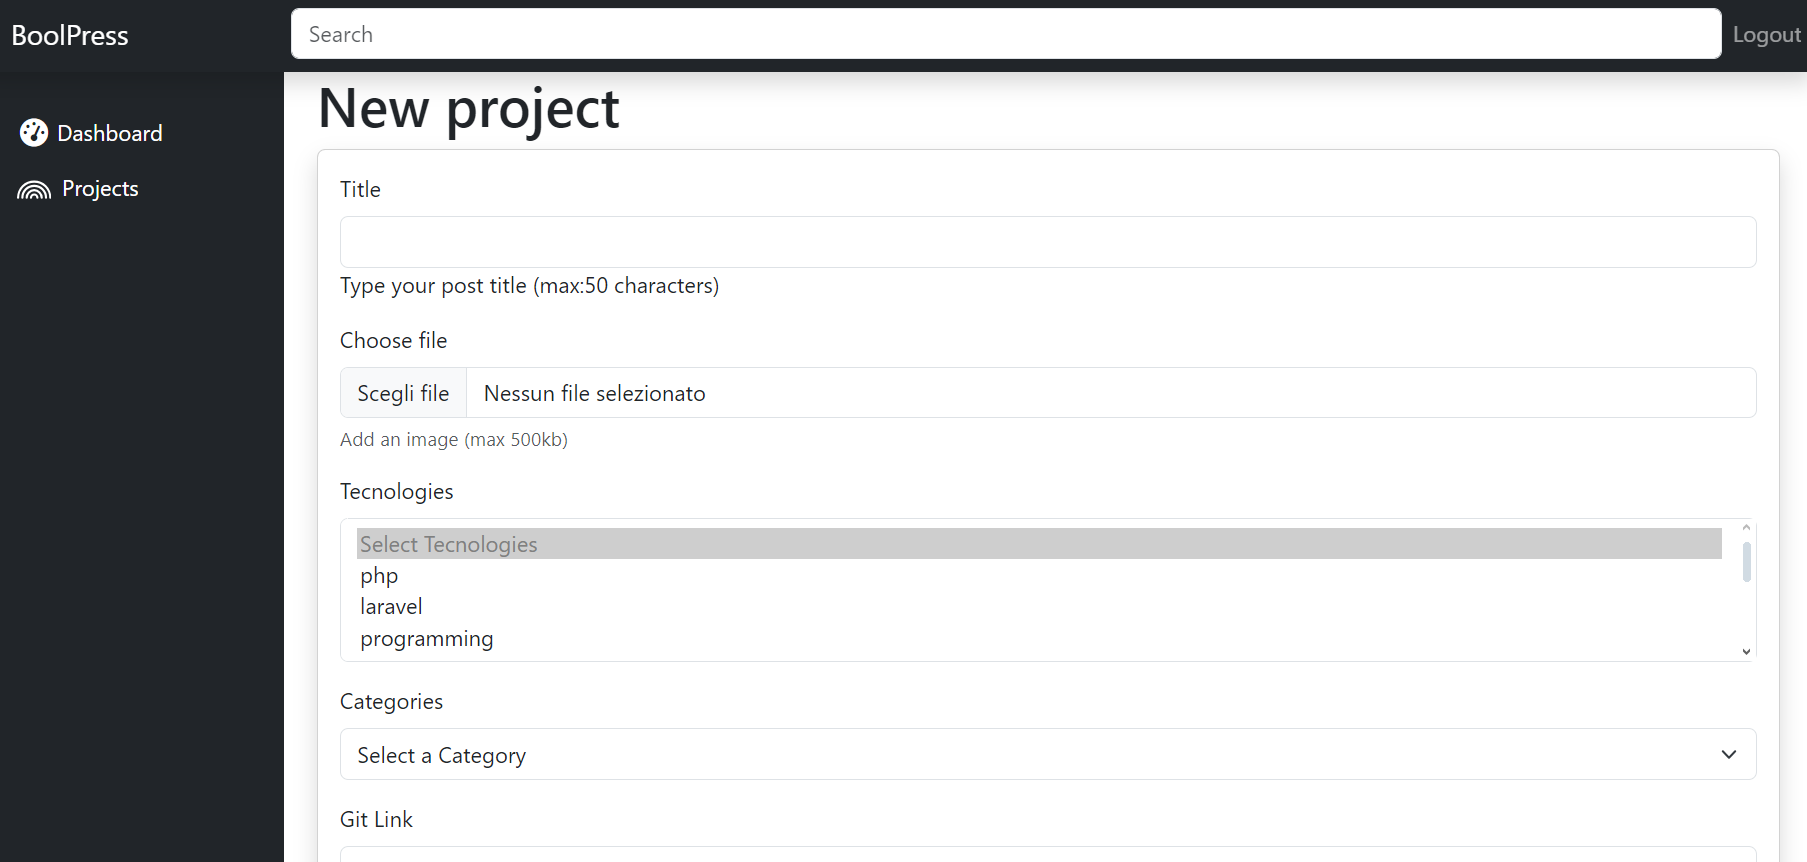 BoolPress
Search
Logout
Dashboard
Projects
New project
Title
Type your post title (max:50 characters)
Choose file
Scegli file Nessun file selezionato
Add an image (max 500kb)
Tecnologies
Select Tecnologies
php
laravel
programming
Categories
Select a Category
Git Link